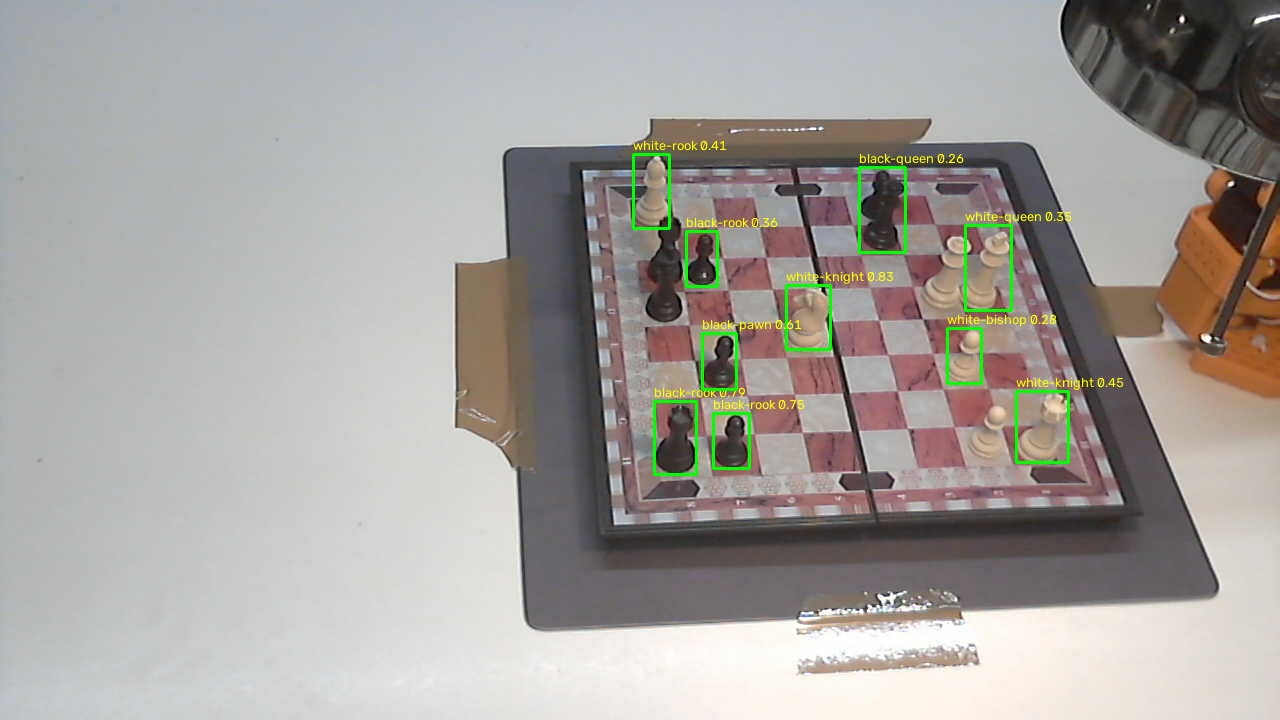 white-rook 0.41
black-queen 0.26
black-rook 0.36
white-queen 0.35
white-knight 0.83
white-bishop 0.28
black-pawn 0.61
white-knight 0.45
black-rook 0.79
black-rook 0.75